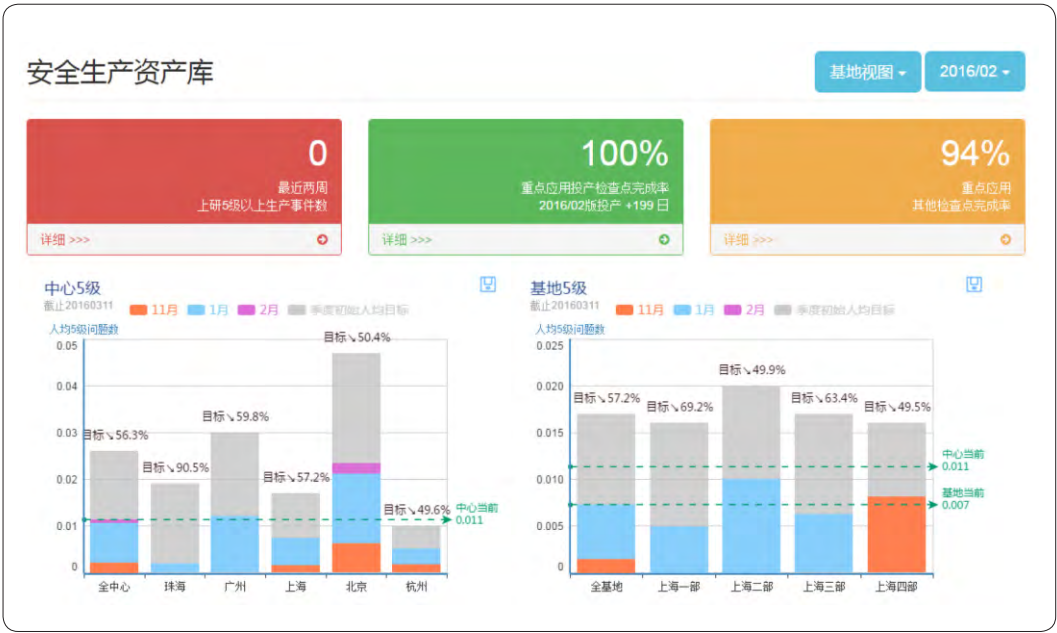 安全生产资产库
基地视图
2016/02
0
最近两周
上研5级以上生产事件数
详细 >>>
100%
重点应用投产检查点完成率
2016/02版投产 +199 日
详细 >>>
94%
重点应用
其他检查点完成率
详细 >>>
中心5级
截止20160311
11月 1月 2月 季度初始人均目标
人均5级问题数
0.05
0.04
0.03
0.02
0.01
0
目标↘56.3%
目标↘90.5%
目标↘59.8%
目标↘57.2%
目标↘50.4%
目标↘49.6%
中心当前
0.011
全中心 珠海 广州 上海 北京 杭州
基地5级
截止20160311
11月 1月 2月 季度初始人均目标
人均5级问题数
0.025
0.020
0.015
0.010
0.005
0
目标↘57.2%
目标↘69.2%
目标↘49.9%
目标↘63.4%
目标↘49.5%
中心当前
0.011
基地当前
0.007
全基地 上海一部 上海二部 上海三部 上海四部